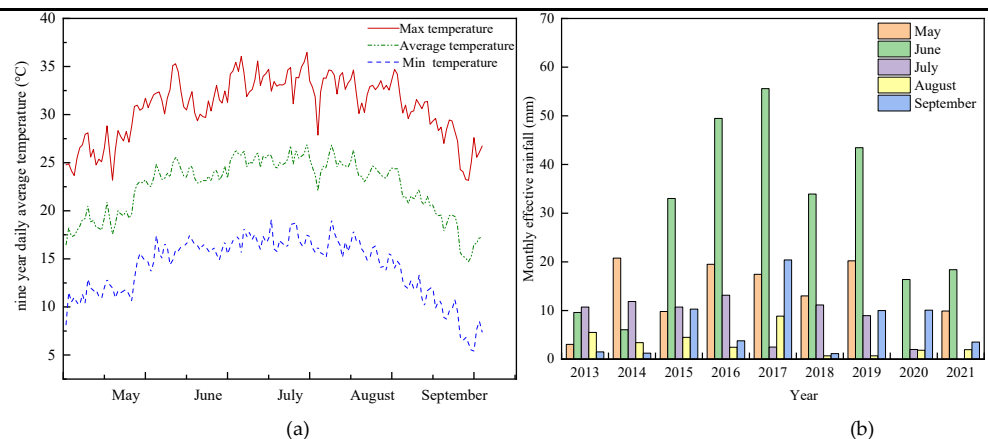 Max temperature
Average temperature
Min temperature
nine year daily average temperature (°C)
40
35
30
25
20
15
10
5
May June July August September
(a)
May
June
July
August
September
Monthly effective rainfall (mm)
70
60
50
40
30
20
10
0
2013 2014 2015 2016 2017 2018 2019 2020 2021
Year
(b)